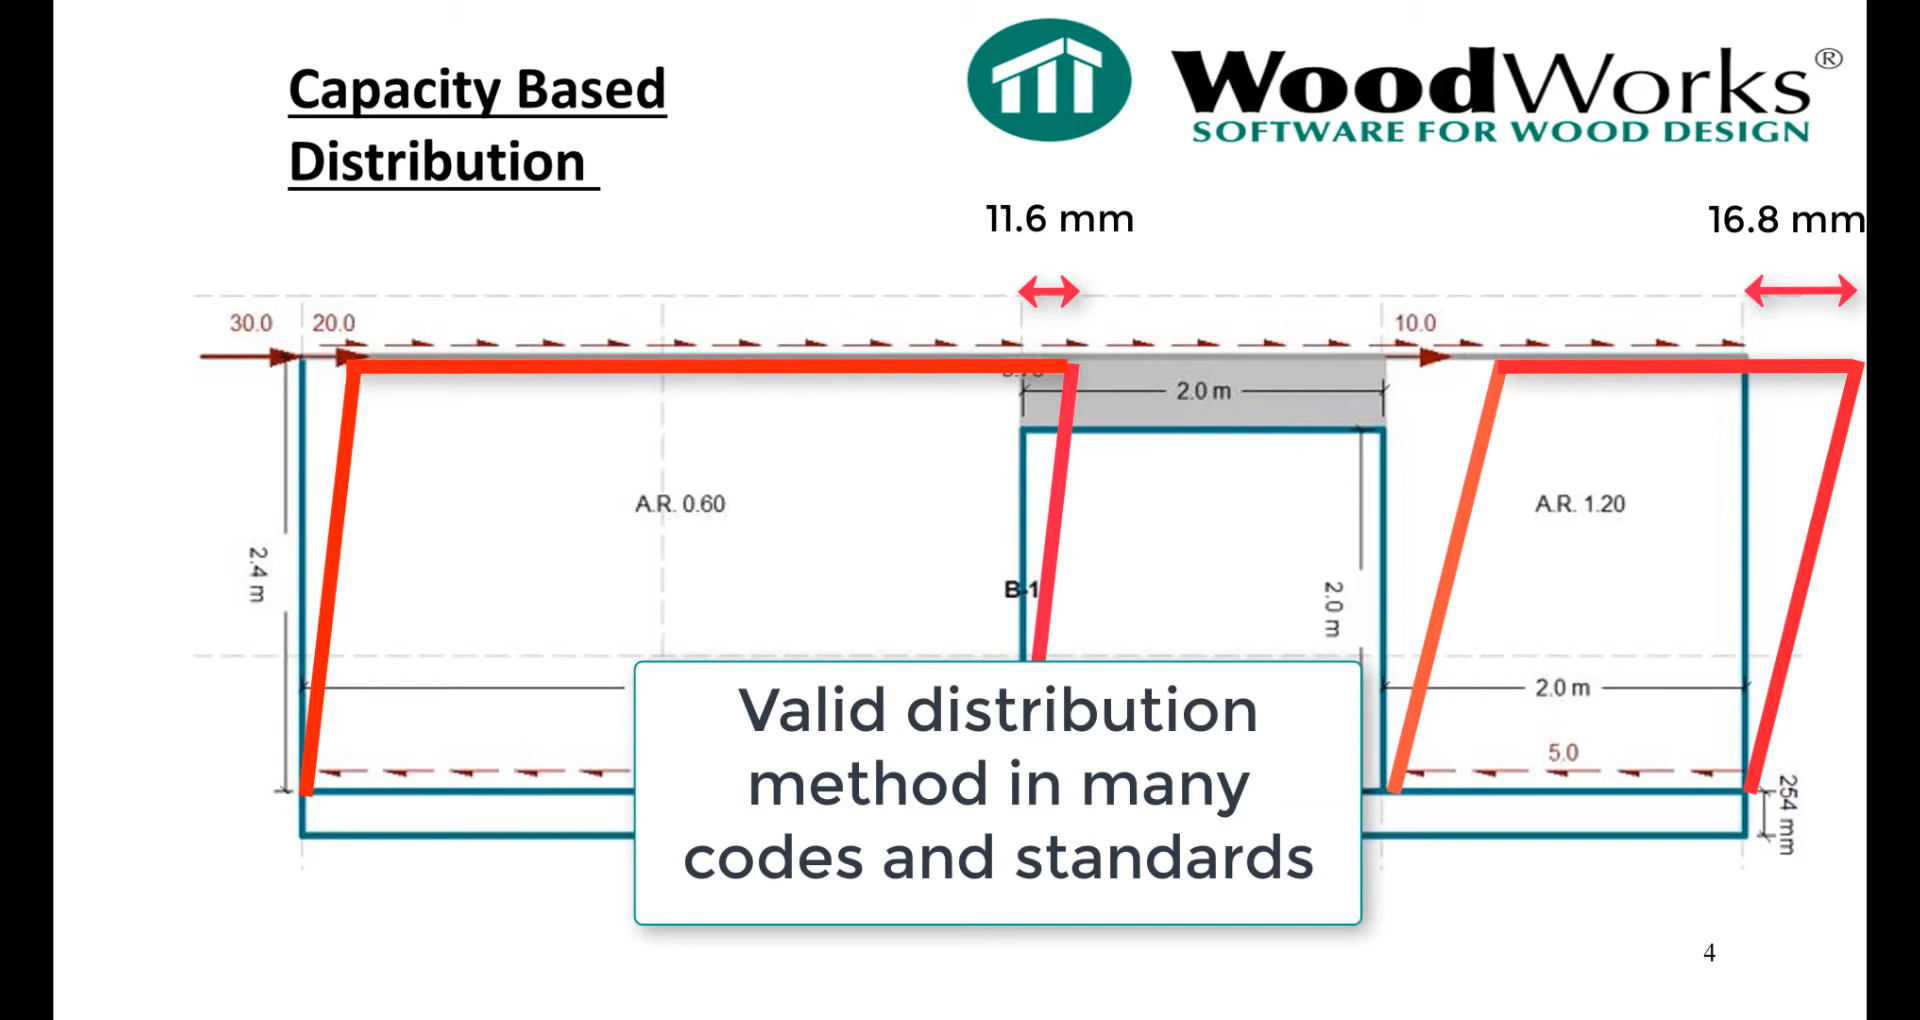 Capacity Based
Distribution
WoodWorks®
SOFTWARE FOR WOOD DESIGN
11.6 mm
16.8 mm
30.0
20.0
10.0
2.0 m
A.R. 0.60
A.R. 1.20
2.4 m
B-1
2.0 m
2.0 m
5.0
254 mm
Valid distribution
method in many
codes and standards
4